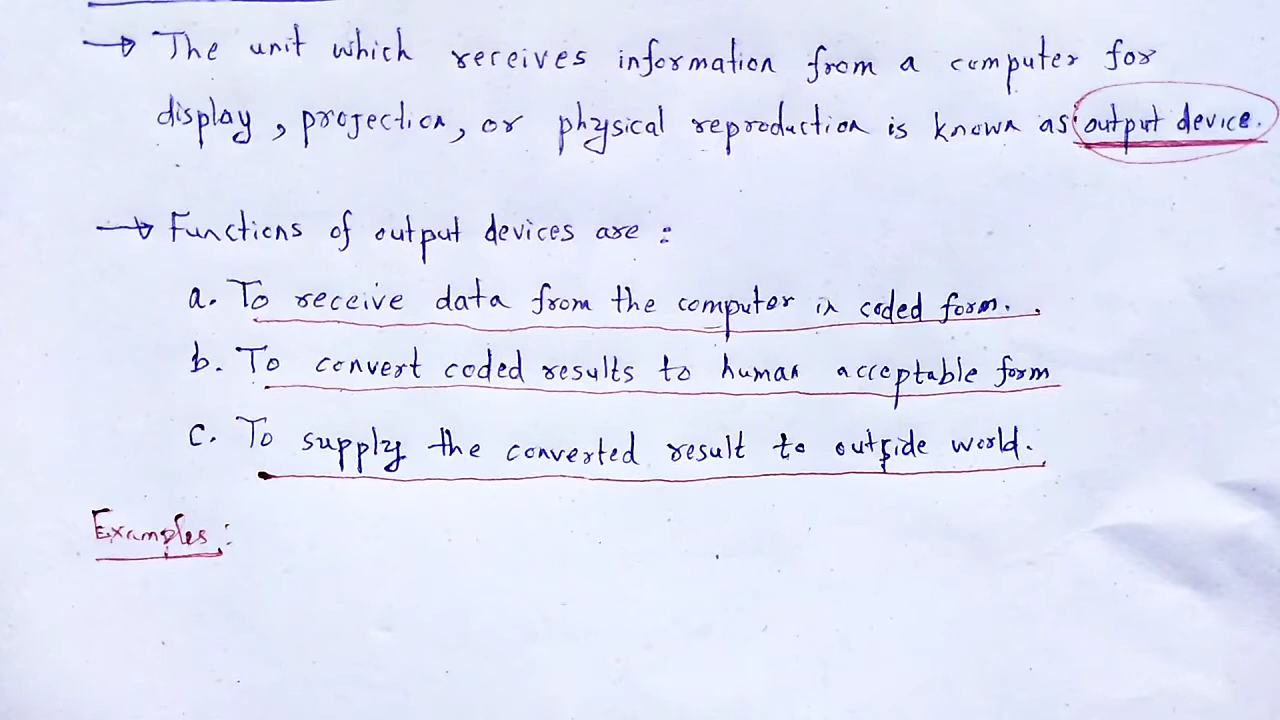 → The unit which receives information from a computer for
display, projection, or physical reproduction is known as output device.
→ Functions of output devices are :
a. To receive data from the computer in coded form.
b. To convert coded results to human acceptable form
c. To supply the converted result to outside world.
Examples: